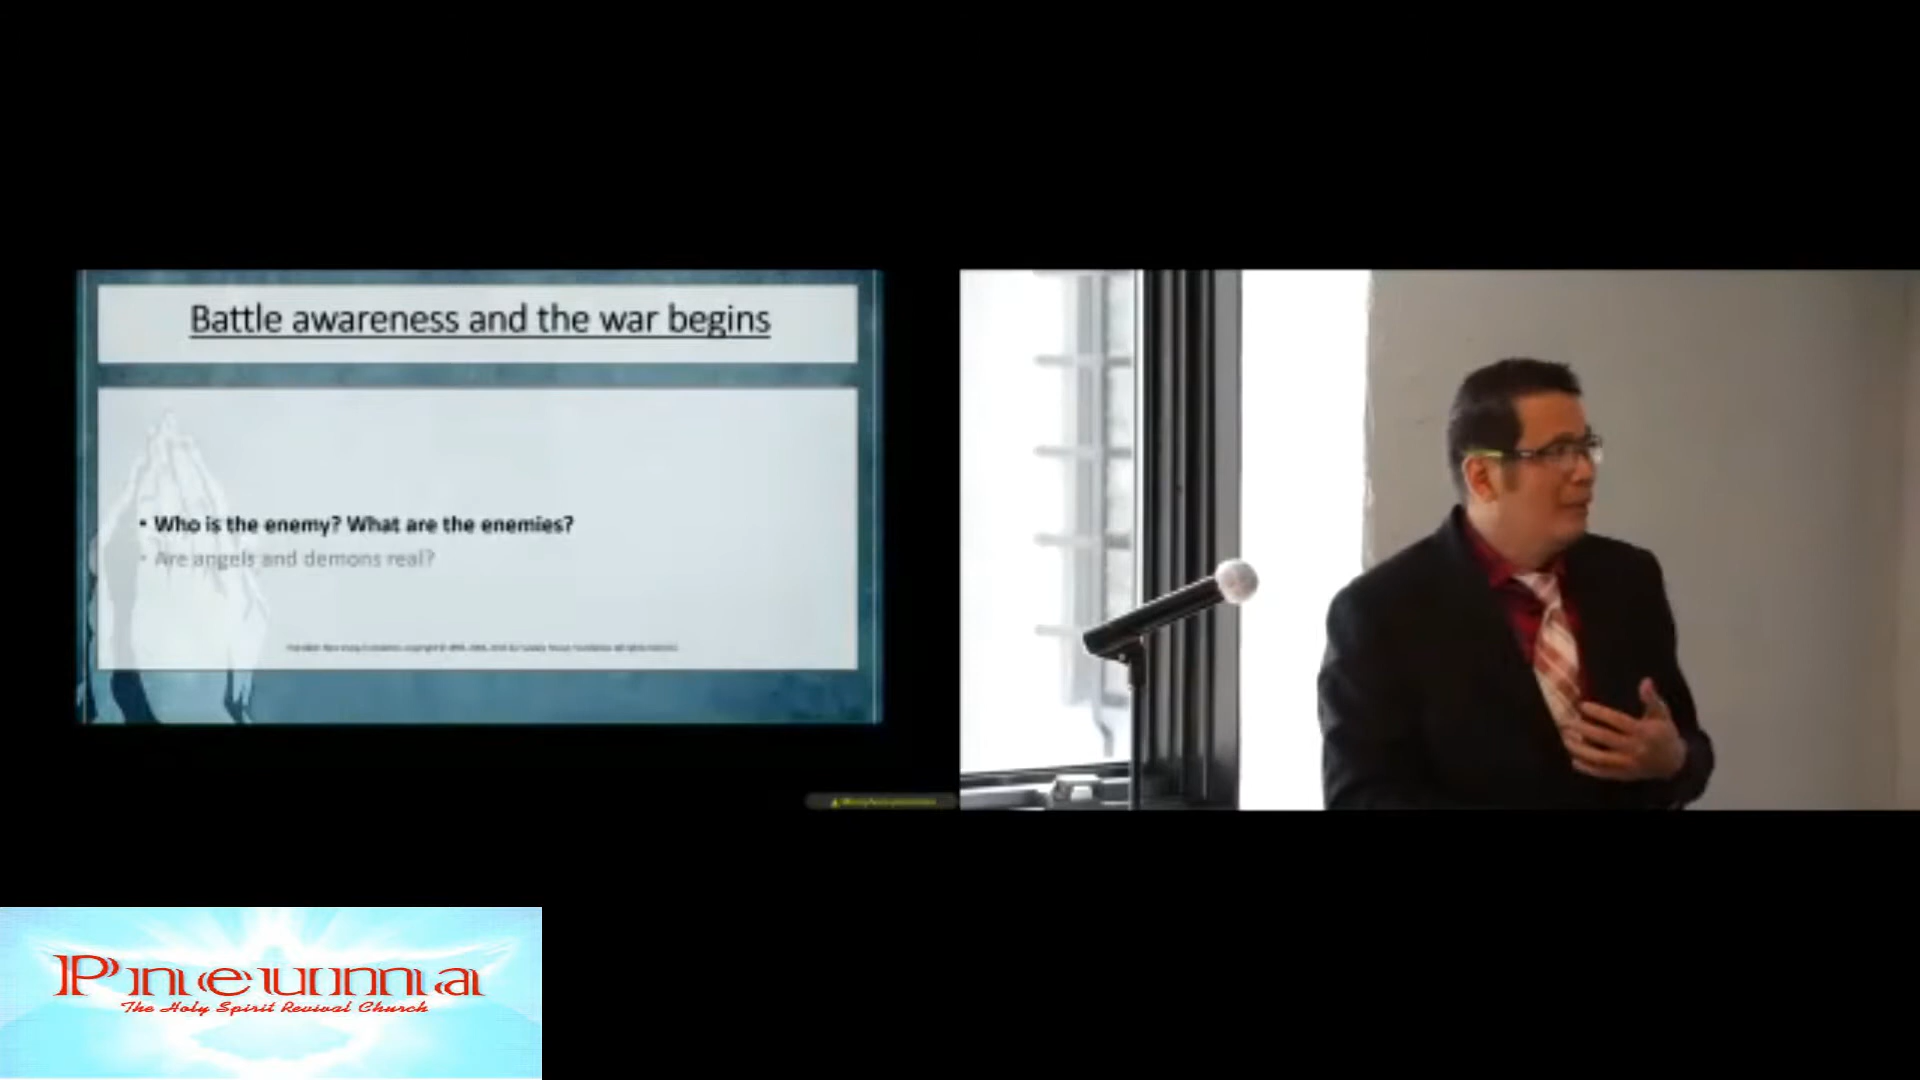 Battle awareness and the war begins
• Who is the enemy? What are the enemies?
• Are angels and demons real?
Pneuma
The Holy Spirit Revival Church